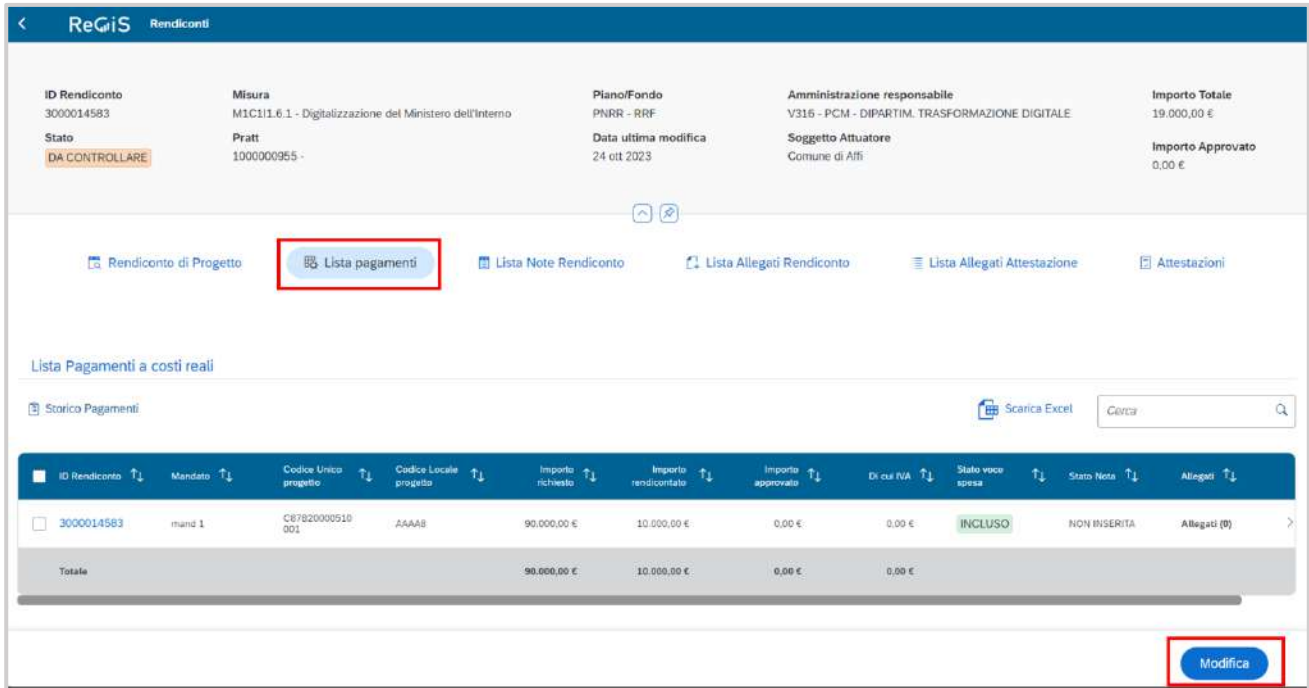 ReGiS Rendiconti
ID Rendiconto Misura Piano/Fondo Amministrazione responsabile Importo Totale
3000014583 M1C1I1.6.1 - Digitalizzazione del Ministero dell'Interno PNRR - RRF V316 - PCM - DIPARTIM. TRASFORMAZIONE DIGITALE 19.000,00 €
Stato Pratt Data ultima modifica Soggetto Attuatore Importo Approvato
DA CONTROLLARE 1000000955 - 24 ott 2023 Comune di Affi 0,00 €
Rendiconto di Progetto Lista pagamenti Lista Note Rendiconto Lista Allegati Rendiconto Lista Allegati Attestazione Attestazioni
Lista Pagamenti a costi reali
Storico Pagamenti Scarica Excel Cerca
ID Rendiconto Mandato Codice Unico progetto Codice Locale progetto Importo richiesto Importo rendicontato Importo approvato Di cui IVA Stato voce spesa Stato Nota Allegati
3000014583 mand 1 C87B20000510 001 AAAAB 90.000,00 € 10.000,00 € 0,00 € 0,00 € INCLUSO NON INSERITA Allegati (0)
Totale 90.000,00 € 10.000,00 € 0,00 € 0,00 €
Modifica